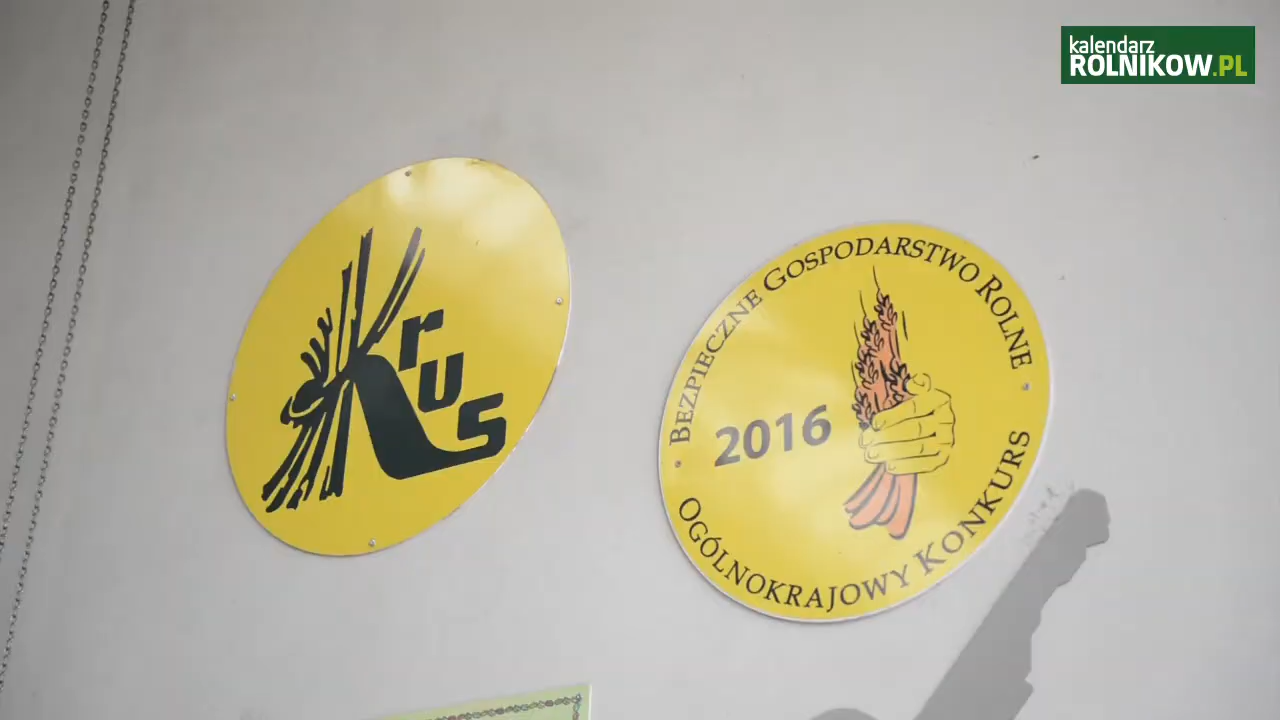 kalendarz
ROLNIKOW.PL
Krus
BEZPIECZNE GOSPODARSTWO ROLNE
2016
OGÓLNOKRAJOWY KONKURS